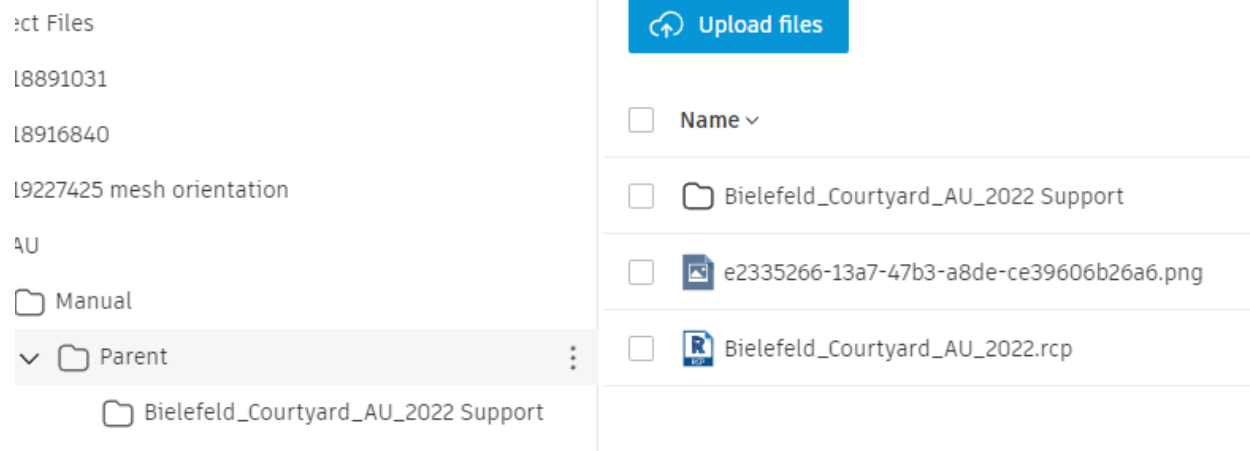 ect Files
18891031
18916840
19227425 mesh orientation
AU
Manual
Parent
Bielefeld_Courtyard_AU_2022 Support
Upload files
Name
Bielefeld_Courtyard_AU_2022 Support
e2335266-13a7-47b3-a8de-ce39606b26a6.png
R
RCP
Bielefeld_Courtyard_AU_2022.rcp